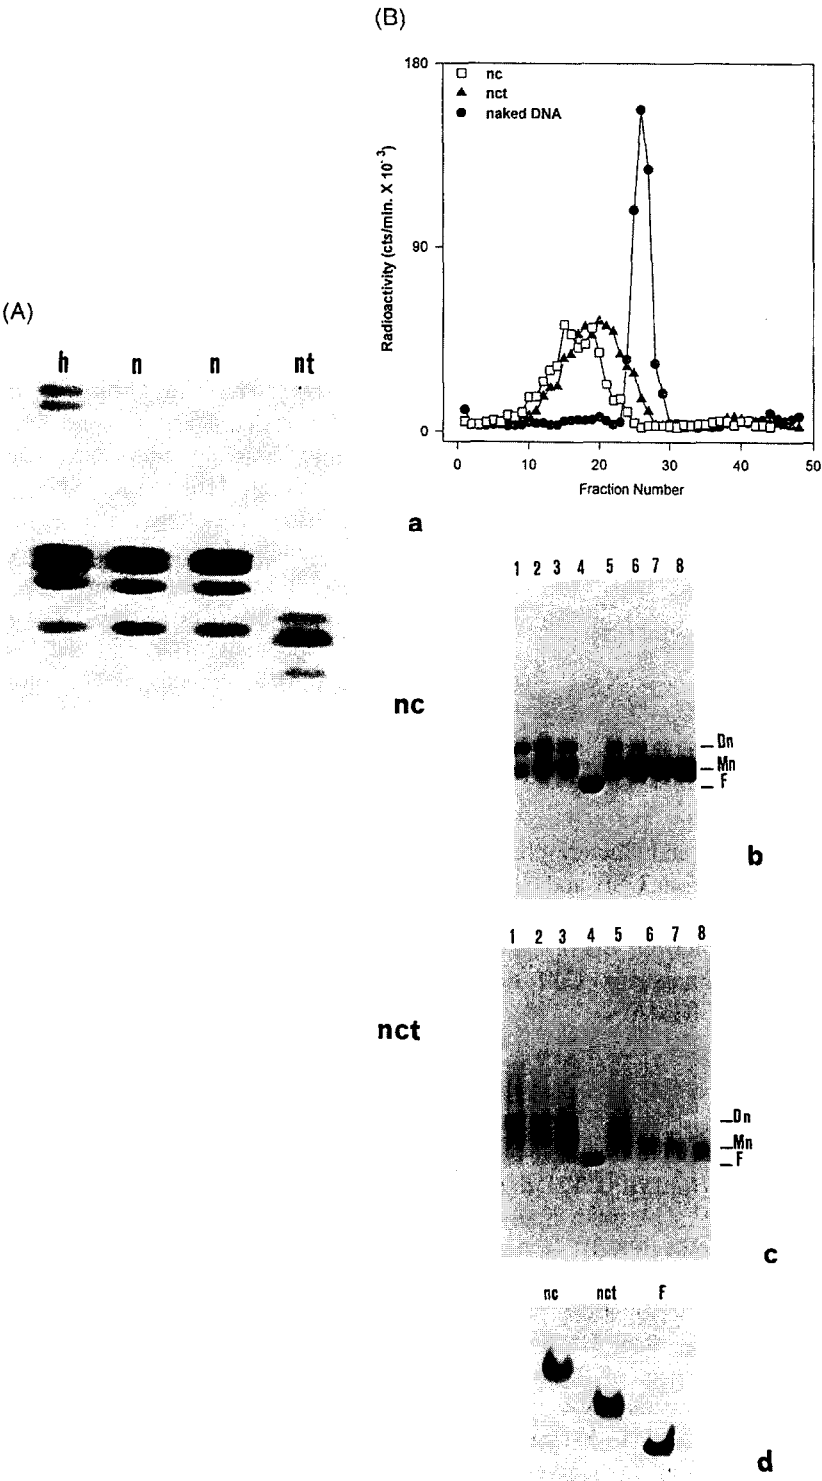 (B)
180
nc
nct
naked DNA
Radioactivity (cts/min. X 10⁻³)
90
0
0 10 20 30 40 50
Fraction Number
(A)
h n n nt
a
1 2 3 4 5 6 7 8
nc
Dn
Mn
F
b
1 2 3 4 5 6 7 8
nct
Dn
Mn
F
c
nc nct F
d